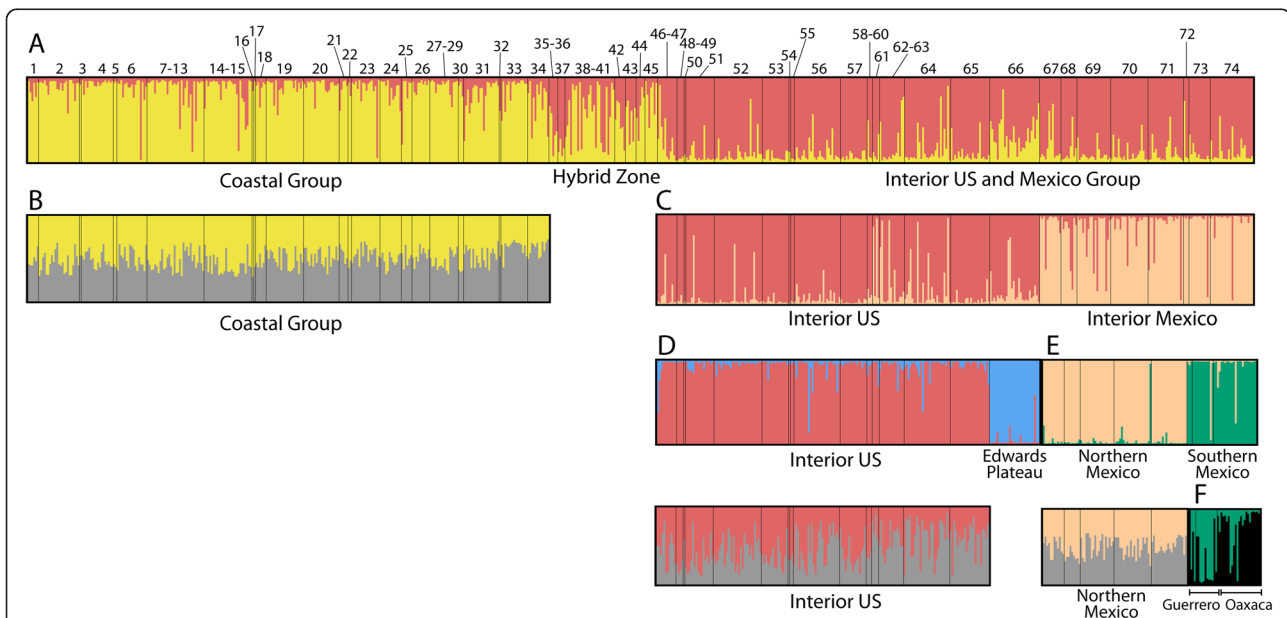 A
16
17
18
21
22
25
27-29
32
35-36
42
44
46-47
48-49
50
51
54
55
58-60
61
62-63
72
1 2 3 4 5 6 7-13 14-15 19 20 23 24 26 30 31 33 34 37 38-41 43 45 52 53 56 57 64 65 66 67 68 69 70 71 73 74
Coastal Group
Hybrid Zone
Interior US and Mexico Group
B
C
Coastal Group
Interior US
Interior Mexico
D
E
Interior US
Edwards
Plateau
Northern
Mexico
Southern
Mexico
F
Interior US
Northern
Mexico
Guerrero
Oaxaca